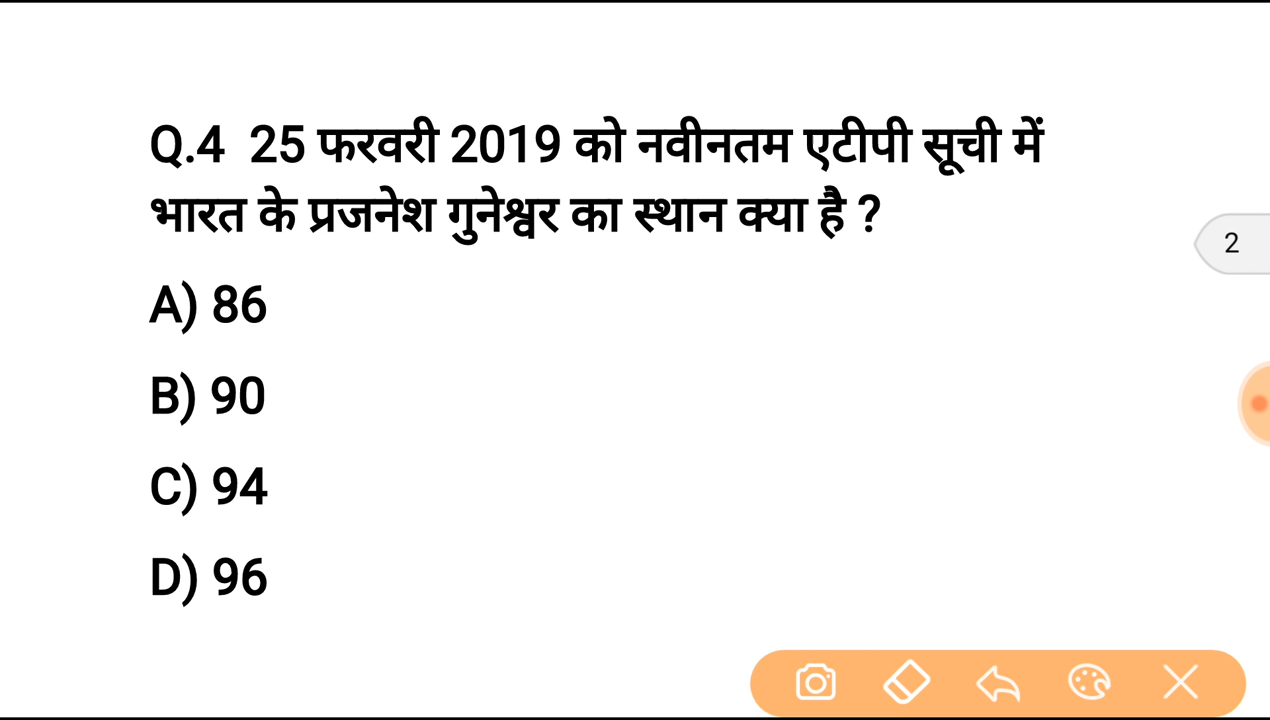 Q.4 25 फरवरी 2019 को नवीनतम एटीपी सूची में
भारत के प्रजनेश गुनेश्वर का स्थान क्या है ?
2
A) 86
B) 90
C) 94
D) 96